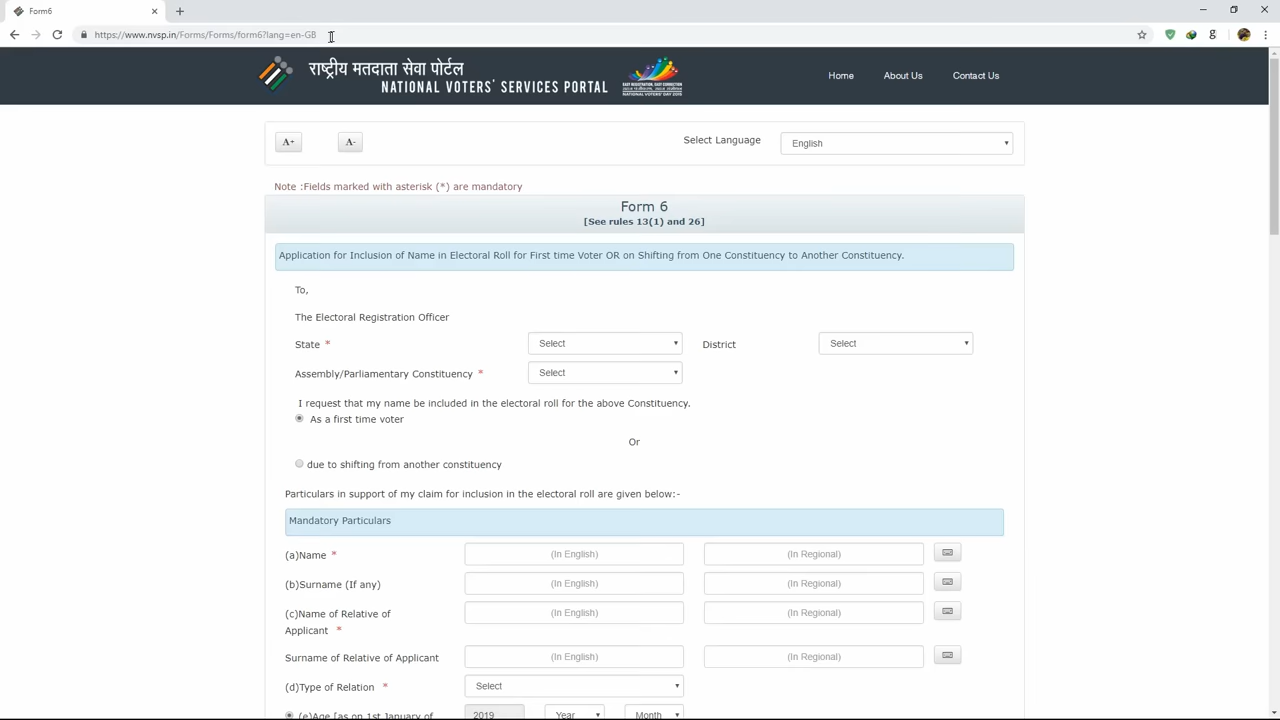 Form6
https://www.nvsp.in/Forms/Forms/form6?lang=en-GB
राष्ट्रीय मतदाता सेवा पोर्टल
NATIONAL VOTERS' SERVICES PORTAL
Home About Us Contact Us
A+ A- Select Language English
Note :Fields marked with asterisk (*) are mandatory
Form 6
[See rules 13(1) and 26]
Application for Inclusion of Name in Electoral Roll for First time Voter OR on Shifting from One Constituency to Another Constituency.
To,
The Electoral Registration Officer
State * Select District Select
Assembly/Parliamentary Constituency * Select
I request that my name be included in the electoral roll for the above Constituency.
As a first time voter
Or
due to shifting from another constituency
Particulars in support of my claim for inclusion in the electoral roll are given below:-
Mandatory Particulars
(a)Name * (In English) (In Regional)
(b)Surname (If any) (In English) (In Regional)
(c)Name of Relative of Applicant * (In English) (In Regional)
Surname of Relative of Applicant (In English) (In Regional)
(d)Type of Relation * Select
(e)Age [as on 1st January of 2019 Year Month